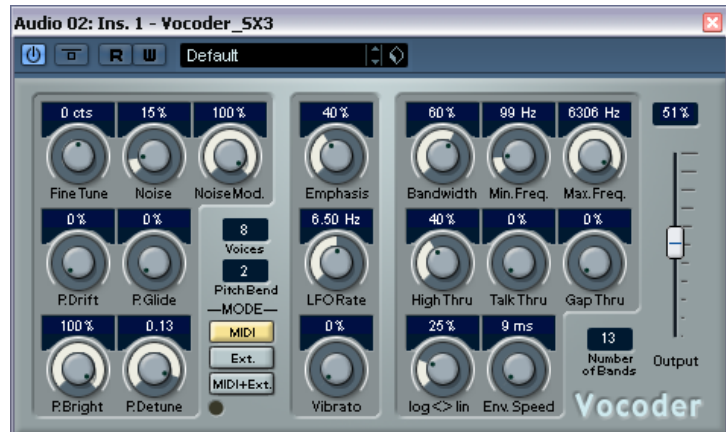 Audio 02: Ins. 1 - Vocoder_SX3
R W Default
0 cts 15% 100% 40% 60% 99 Hz 6306 Hz 51%
Fine Tune Noise Noise Mod. Emphasis Bandwidth Min. Freq. Max. Freq.
0% 0% 6.50 Hz 40% 0% 0%
8
Voices
2
Pitch Bend
P.Drift P.Glide LFO Rate High Thru Talk Thru Gap Thru
MODE
100% 0.13 MIDI 0% 25% 9 ms
Ext. 13
Number
of Bands
Output
MIDI+Ext.
P.Bright P.Detune Vibrato log<>lin Env. Speed Vocoder